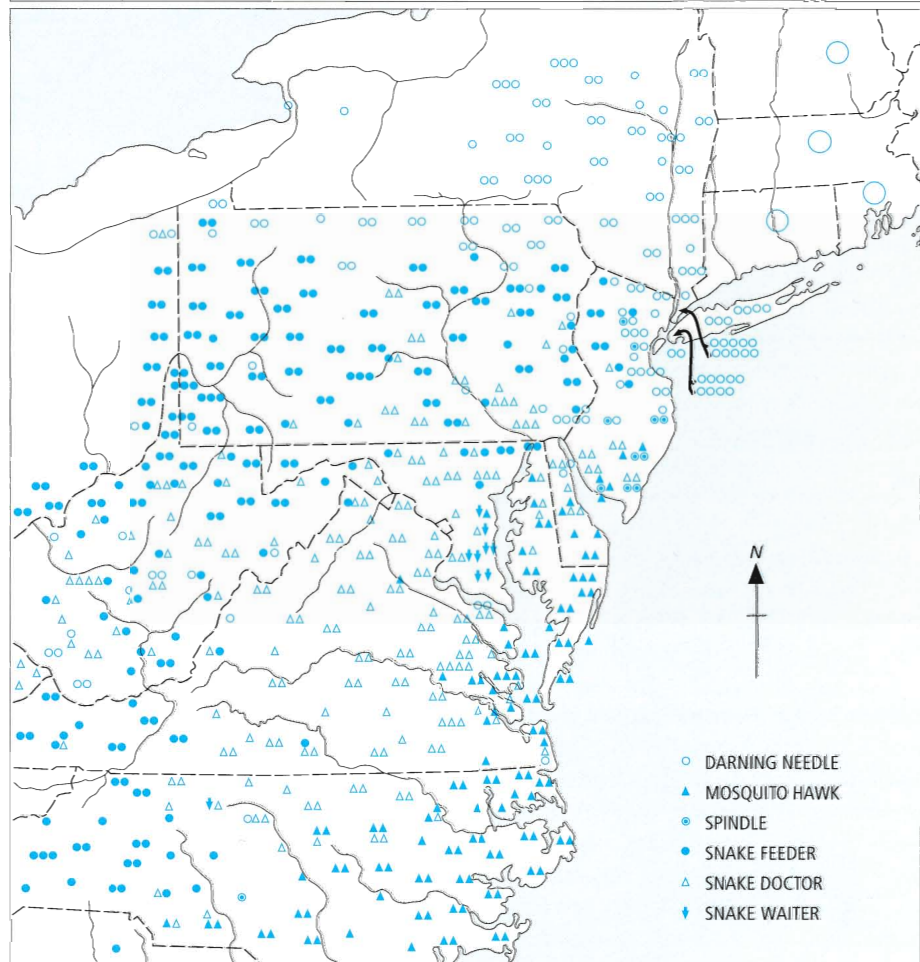 N
DARNING NEEDLE
MOSQUITO HAWK
SPINDLE
SNAKE FEEDER
SNAKE DOCTOR
SNAKE WAITER